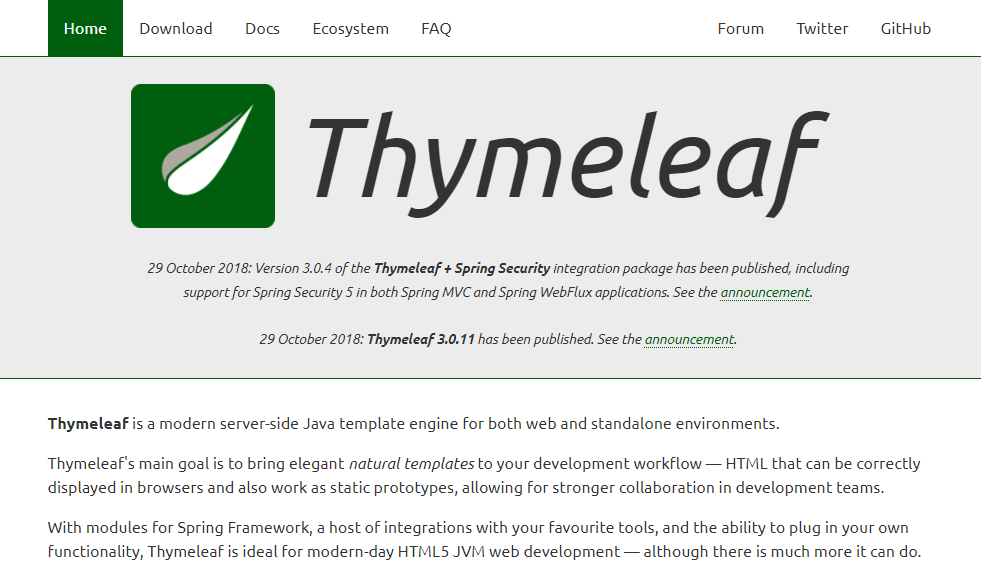 Home Download Docs Ecosystem FAQ Forum Twitter GitHub
Thymeleaf
29 October 2018: Version 3.0.4 of the Thymeleaf + Spring Security integration package has been published, including
support for Spring Security 5 in both Spring MVC and Spring WebFlux applications. See the announcement.
29 October 2018: Thymeleaf 3.0.11 has been published. See the announcement.
Thymeleaf is a modern server-side Java template engine for both web and standalone environments.
Thymeleaf's main goal is to bring elegant natural templates to your development workflow — HTML that can be correctly
displayed in browsers and also work as static prototypes, allowing for stronger collaboration in development teams.
With modules for Spring Framework, a host of integrations with your favourite tools, and the ability to plug in your own
functionality, Thymeleaf is ideal for modern-day HTML5 JVM web development — although there is much more it can do.